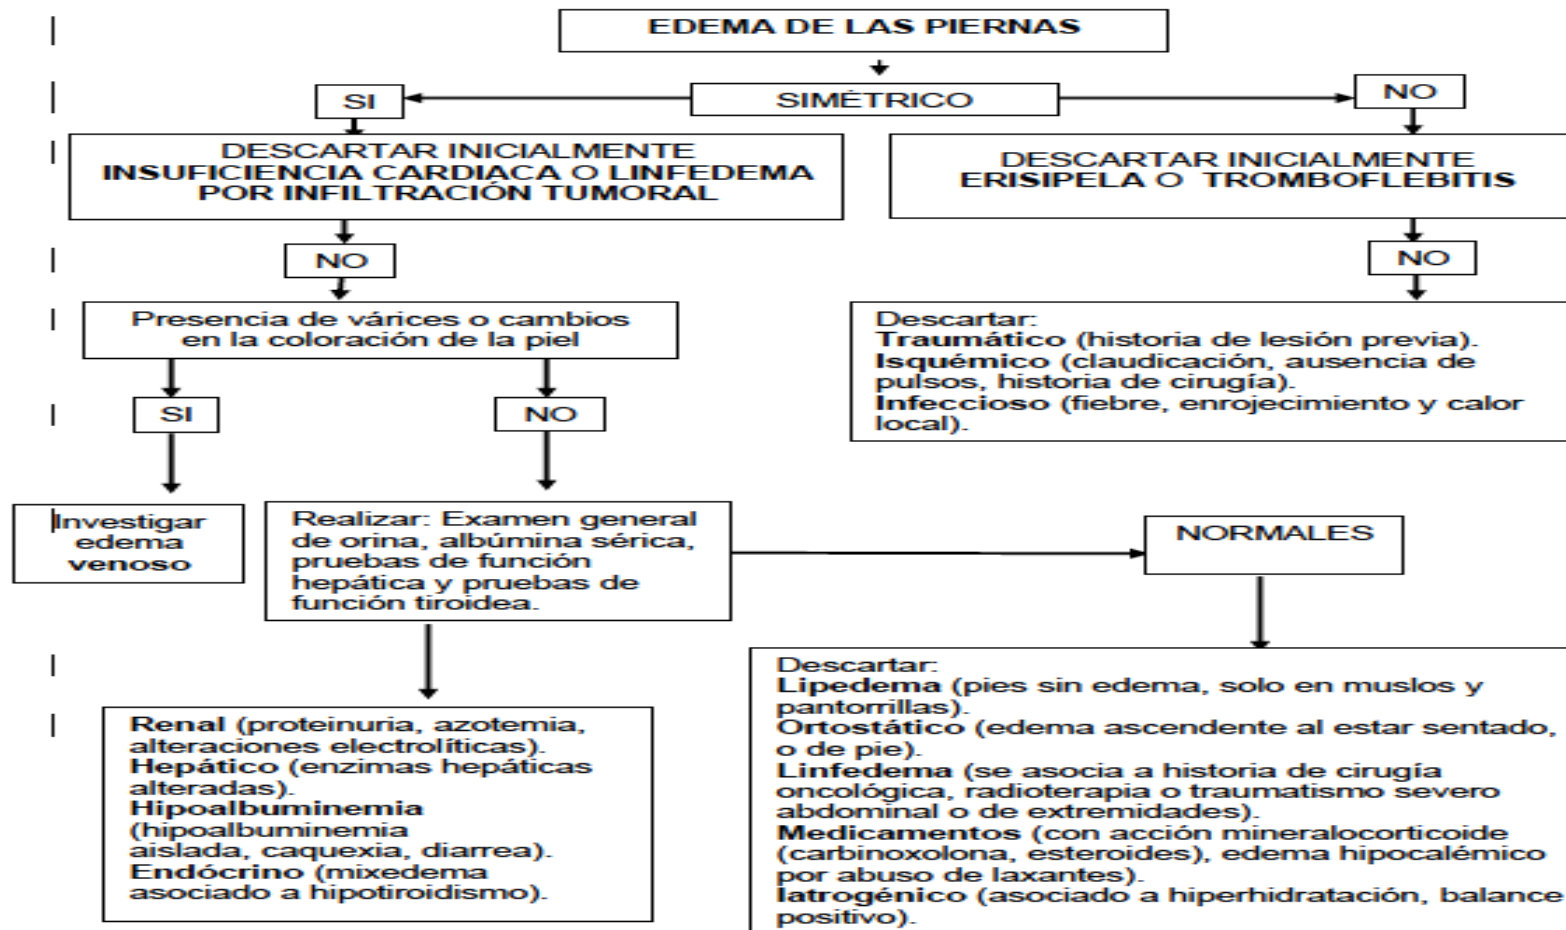 EDEMA DE LAS PIERNAS
SIMÉTRICO
SI
NO
DESCARTAR INICIALMENTE
INSUFICIENCIA CARDIACA O LINFEDEMA
POR INFILTRACIÓN TUMORAL
DESCARTAR INICIALMENTE
ERISIPELA O TROMBOFLEBITIS
NO
NO
Presencia de várices o cambios
en la coloración de la piel
Descartar:
Traumático (historia de lesión previa).
Isquémico (claudicación, ausencia de
pulsos, historia de cirugía).
Infeccioso (fiebre, enrojecimiento y calor
local).
SI
NO
Investigar
edema
venoso
Realizar: Examen general
de orina, albúmina sérica,
pruebas de función
hepática y pruebas de
función tiroidea.
NORMALES
Renal (proteinuria, azotemia,
alteraciones electrolíticas).
Hepático (enzimas hepáticas
alteradas).
Hipoalbuminemia
(hipoalbuminemia
aislada, caquexia, diarrea).
Endócrino (mixedema
asociado a hipotiroidismo).
Descartar:
Lipedema (pies sin edema, solo en muslos y
pantorrillas).
Ortostático (edema ascendente al estar sentado,
o de pie).
Linfedema (se asocia a historia de cirugía
oncológica, radioterapia o traumatismo severo
abdominal o de extremidades).
Medicamentos (con acción mineralocorticoide
(carbinoxolona, esteroides), edema hipocalémico
por abuso de laxantes).
Iatrogénico (asociado a hiperhidratación, balance
positivo).